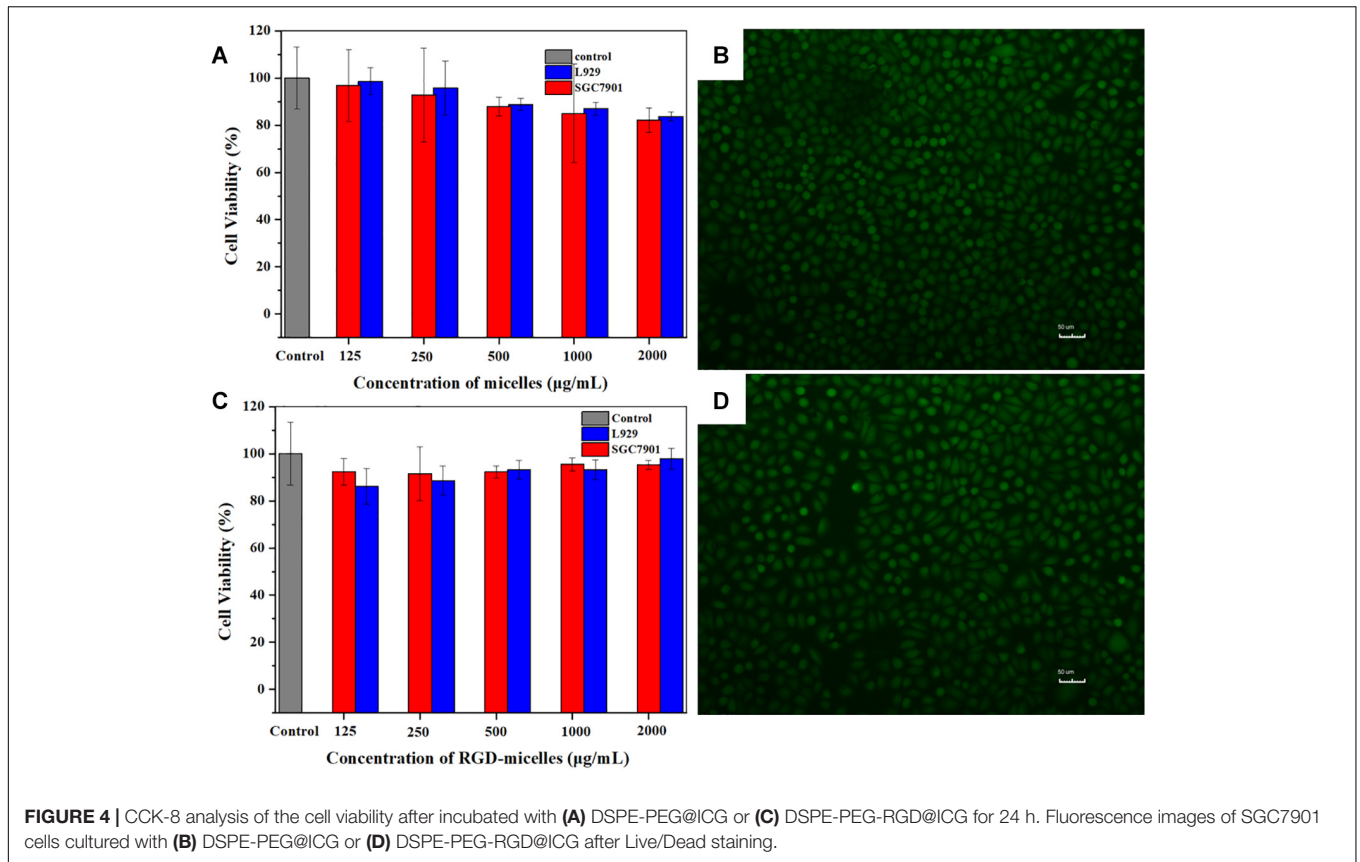 A
120
100
80
60
40
20
0
Cell Viability (%)
control
L929
SGC7901
Control 125 250 500 1000 2000
Concentration of micelles (μg/mL)
B
50 um
C
120
100
80
60
40
20
0
Cell Viability (%)
Control
L929
SGC7901
Control 125 250 500 1000 2000
Concentration of RGD-micelles (μg/mL)
D
50 um
FIGURE 4 | CCK-8 analysis of the cell viability after incubated with (A) DSPE-PEG@ICG or (C) DSPE-PEG-RGD@ICG for 24 h. Fluorescence images of SGC7901
cells cultured with (B) DSPE-PEG@ICG or (D) DSPE-PEG-RGD@ICG after Live/Dead staining.